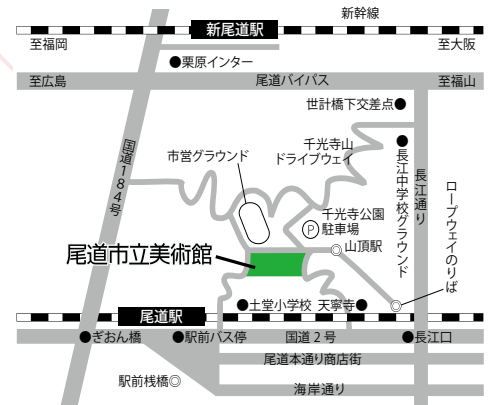 新幹線
新尾道駅
至福岡
至大阪
●栗原インター
至広島
尾道バイパス
至福山
世計橋下交差点●
国道184号
市営グラウンド
千光寺山
ドライブウェイ
●長江中学校グラウンド
長江通り
ロープウェイのりば
千光寺公園
Ⓟ駐車場
◎山頂駅
尾道市立美術館
●土堂小学校
天寧寺●
◎
尾道駅
●ぎおん橋
●駅前バス停
国道2号
●長江口
尾道本通り商店街
駅前桟橋◎
海岸通り